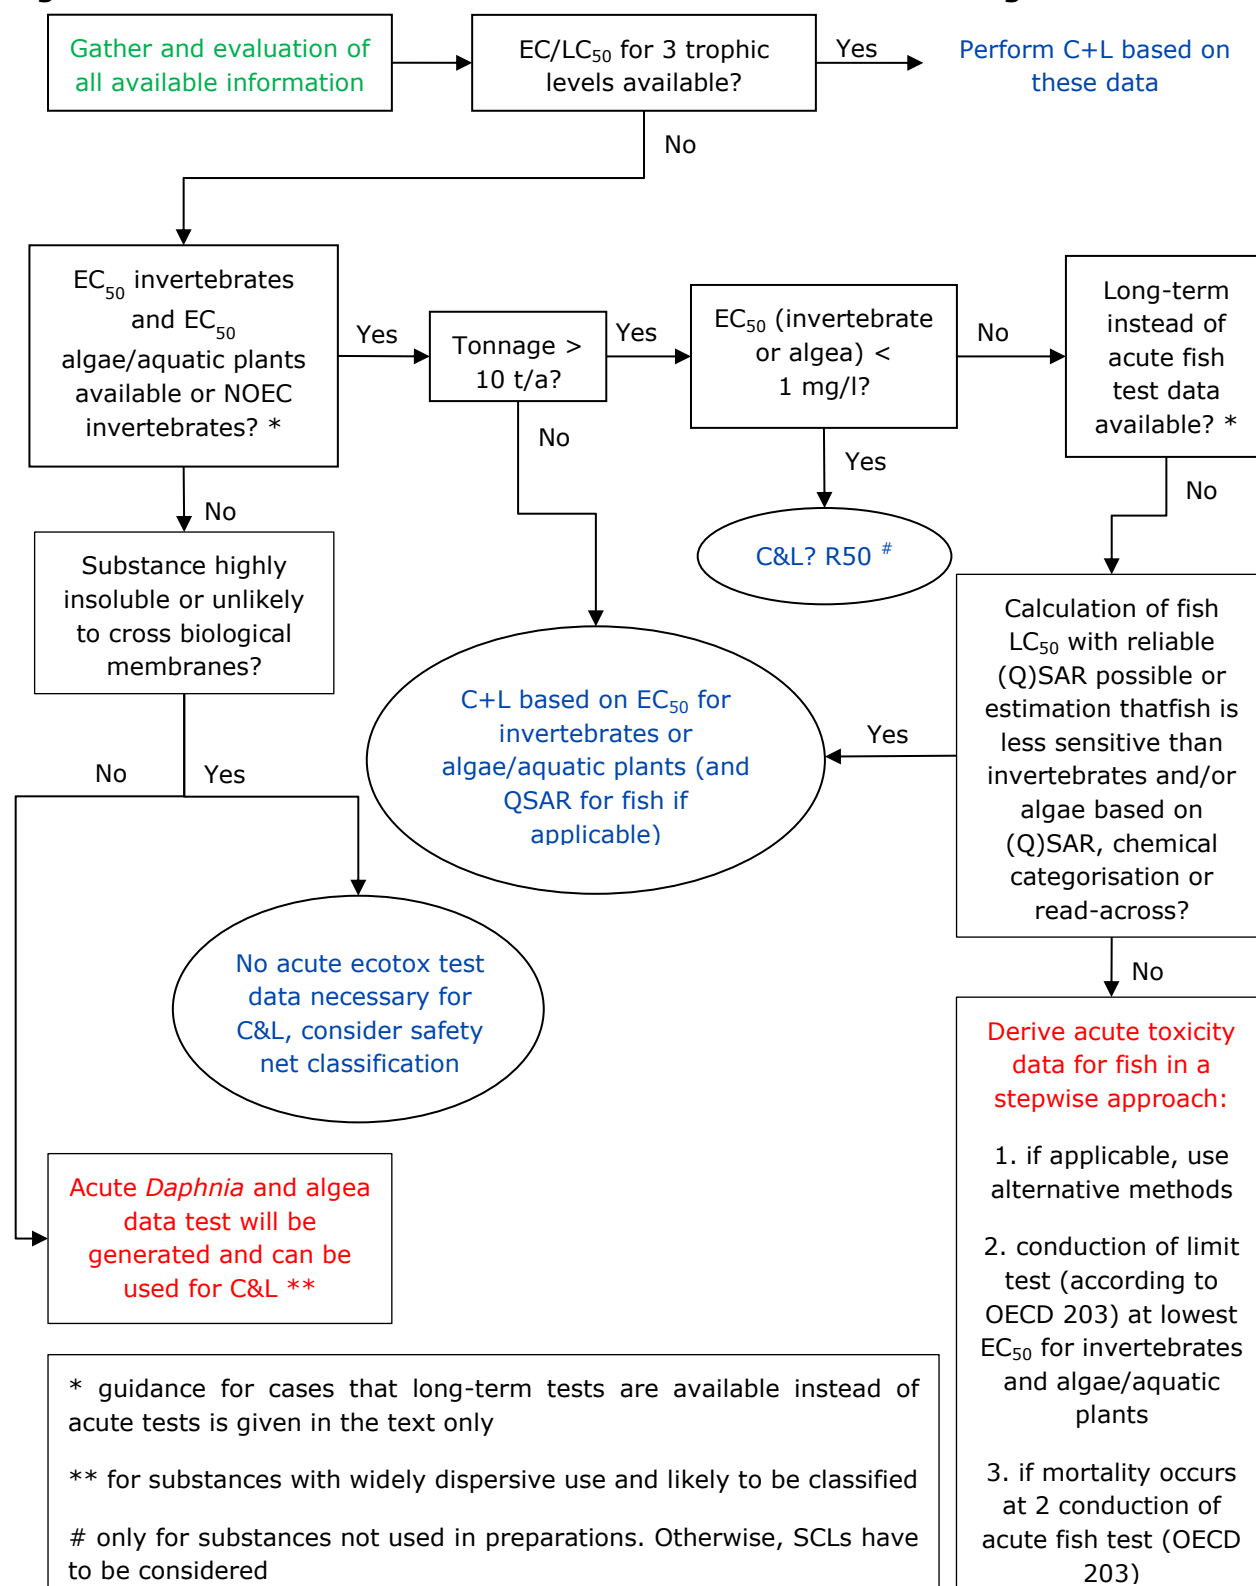 Gather and evaluation of
all available information
EC/LC50 for 3 trophic
levels available?
Yes
Perform C+L based on
these data
No
EC50 invertebrates
and EC50
algae/aquatic plants
available or NOEC
invertebrates? *
Yes
Tonnage >
10 t/a?
Yes
EC50 (invertebrate
or algea) <
1 mg/l?
No
Long-term
instead of
acute fish
test data
available? *
No
Yes
No
No
Substance highly
insoluble or unlikely
to cross biological
membranes?
C&L? R50 #
Calculation of fish
LC50 with reliable
(Q)SAR possible or
estimation thatfish is
less sensitive than
invertebrates and/or
algae based on
(Q)SAR, chemical
categorisation or
read-across?
C+L based on EC50 for
invertebrates or
algae/aquatic plants (and
QSAR for fish if
applicable)
Yes
No
Yes
No acute ecotox test
data necessary for
C&L, consider safety
net classification
No
Derive acute toxicity
data for fish in a
stepwise approach:
1. if applicable, use
alternative methods
2. conduction of limit
test (according to
OECD 203) at lowest
EC50 for invertebrates
and algae/aquatic
plants
3. if mortality occurs
at 2 conduction of
acute fish test (OECD
203)
Acute Daphnia and algea
data test will be
generated and can be
used for C&L **
* guidance for cases that long-term tests are available instead of
acute tests is given in the text only
** for substances with widely dispersive use and likely to be classified
# only for substances not used in preparations. Otherwise, SCLs have
to be considered